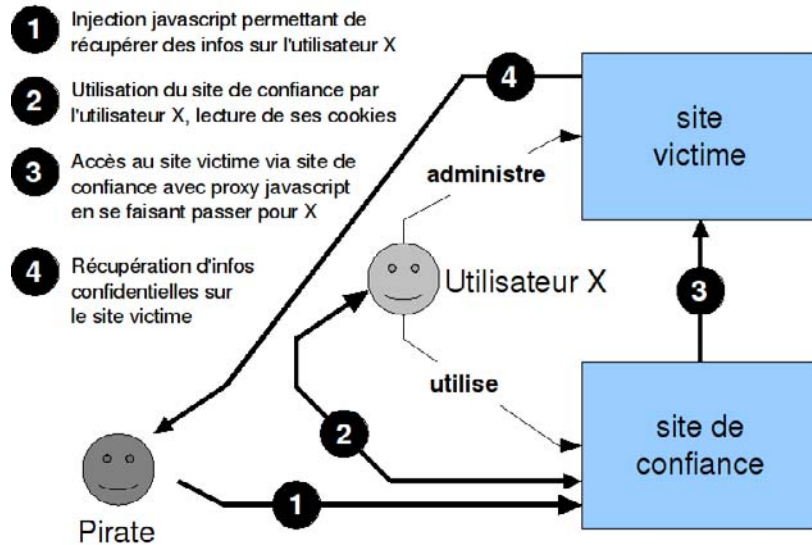 1
Injection javascript permettant de
récupérer des infos sur l'utilisateur X
2
Utilisation du site de confiance par
l'utilisateur X, lecture de ses cookies
3
Accès au site victime via site de
confiance avec proxy javascript
en se faisant passer pour X
4
Récupération d'infos
confidentielles sur
le site victime
4
site
victime
administre
Utilisateur X
3
utilise
2
site de
confiance
1
Pirate